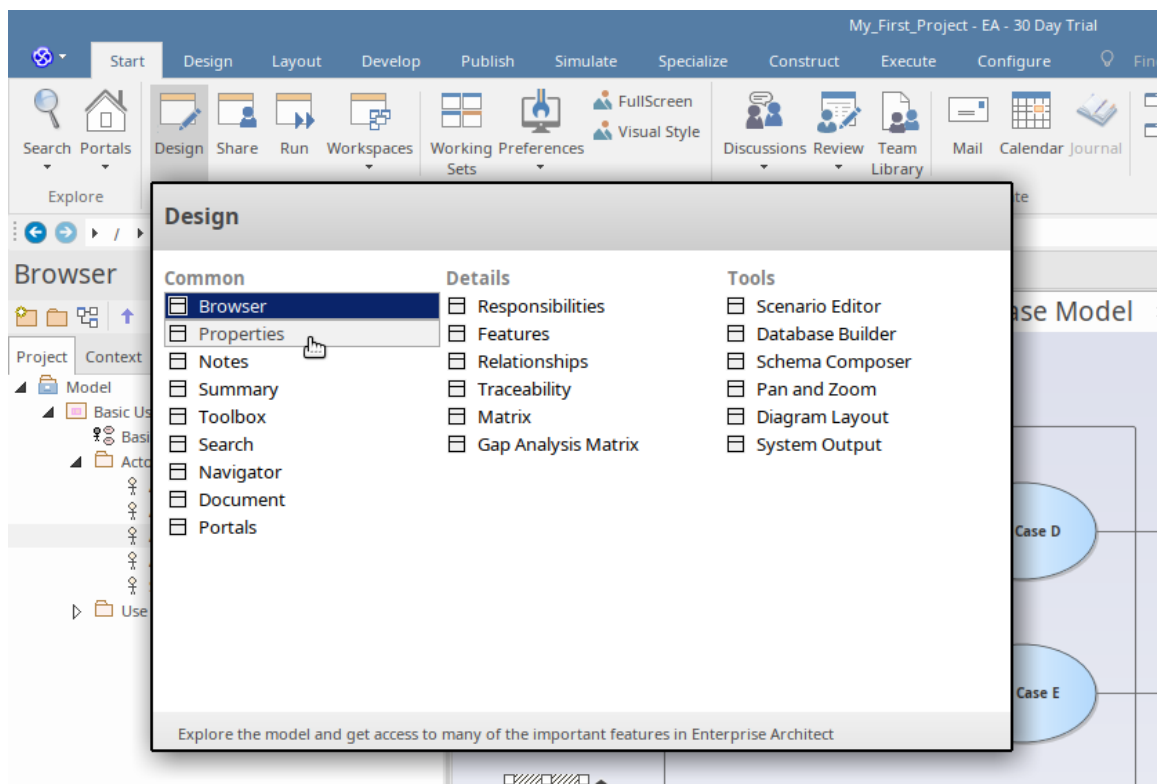 My_First_Project - EA - 30 Day Trial
Start Design Layout Develop Publish Simulate Specialize Construct Execute Configure
Search Portals Design Share Run Workspaces Working Sets Preferences FullScreen Visual Style Discussions Review Team Library Mail Calendar Journal
Explore
/
Browser
Project Context
Model
Design
Common
Browser
Properties
Notes
Summary
Toolbox
Search
Navigator
Document
Portals
Details
Responsibilities
Features
Relationships
Traceability
Matrix
Gap Analysis Matrix
Tools
Scenario Editor
Database Builder
Schema Composer
Pan and Zoom
Diagram Layout
System Output
Explore the model and get access to many of the important features in Enterprise Architect
Model
Basic
Use
Case D
Case E